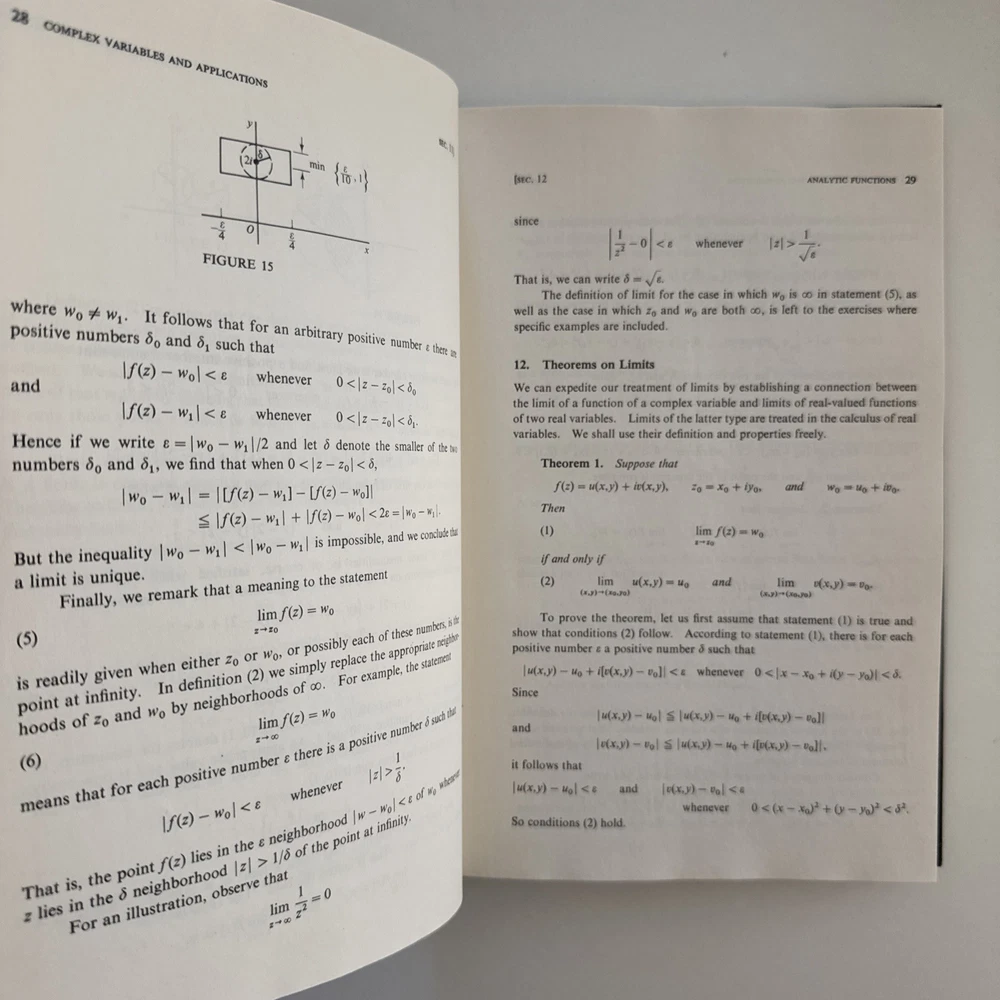 28 COMPLEX VARIABLES AND APPLICATIONS
y
2i δ
min {ε/10, 1}
-ε/4 O ε/4
x
FIGURE 15
where w₀ ≠ w₁. It follows that for an arbitrary positive number ε there are
positive numbers δ₀ and δ₁ such that
|f(z) − w₀| < ε whenever 0 < |z − z₀| < δ₀
and
|f(z) − w₁| < ε whenever 0 < |z − z₀| < δ₁.
Hence if we write ε = |w₀ − w₁|/2 and let δ denote the smaller of the two
numbers δ₀ and δ₁, we find that when 0 < |z − z₀| < δ,
|w₀ − w₁| = |[f(z) − w₁] − [f(z) − w₀]|
≦ |f(z) − w₁| + |f(z) − w₀| < 2ε = |w₀ − w₁|.
But the inequality |w₀ − w₁| < |w₀ − w₁| is impossible, and we conclude that
a limit is unique.
Finally, we remark that a meaning to the statement
(5) lim f(z) = w₀
z→z₀
is readily given when either z₀ or w₀, or possibly each of these numbers, is the
point at infinity. In definition (2) we simply replace the appropriate neighbor-
hoods of z₀ and w₀ by neighborhoods of ∞. For example, the statement
(6) lim f(z) = w₀
z→∞
means that for each positive number ε there is a positive number δ such that
|f(z) − w₀| < ε whenever |z| > 1/δ.
That is, the point f(z) lies in the ε neighborhood |w − w₀| < ε of w₀ whenever
z lies in the δ neighborhood |z| > 1/δ of the point at infinity.
For an illustration, observe that
lim 1/z² = 0
z→∞
[SEC. 12 ANALYTIC FUNCTIONS 29
since
|1/z² − 0| < ε whenever |z| > 1/√ε.
That is, we can write δ = √ε.
The definition of limit for the case in which w₀ is ∞ in statement (5), as
well as the case in which z₀ and w₀ are both ∞, is left to the exercises where
specific examples are included.
12. Theorems on Limits
We can expedite our treatment of limits by establishing a connection between
the limit of a function of a complex variable and limits of real-valued functions
of two real variables. Limits of the latter type are treated in the calculus of real
variables. We shall use their definition and properties freely.
Theorem 1. Suppose that
f(z) = u(x,y) + iv(x,y), z₀ = x₀ + iy₀, and w₀ = u₀ + iv₀.
Then
(1) lim f(z) = w₀
z→z₀
if and only if
(2) lim u(x,y) = u₀ and lim v(x,y) = v₀.
(x,y)→(x₀,y₀) (x,y)→(x₀,y₀)
To prove the theorem, let us first assume that statement (1) is true and
show that conditions (2) follow. According to statement (1), there is for each
positive number ε a positive number δ such that
|u(x,y) − u₀ + i[v(x,y) − v₀]| < ε whenever 0 < |x − x₀ + i(y − y₀)| < δ.
Since
|u(x,y) − u₀| ≦ |u(x,y) − u₀ + i[v(x,y) − v₀]|
and
|v(x,y) − v₀| ≦ |u(x,y) − u₀ + i[v(x,y) − v₀]|,
it follows that
|u(x,y) − u₀| < ε and |v(x,y) − v₀| < ε
whenever 0 < (x − x₀)² + (y − y₀)² < δ².
So conditions (2) hold.